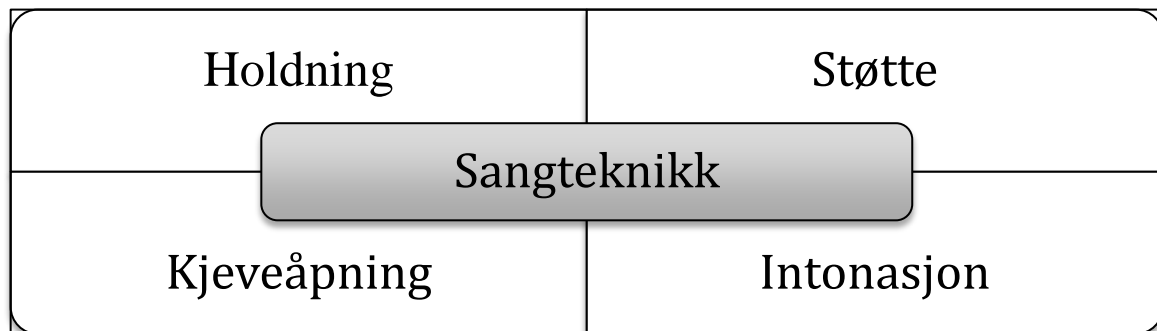 Holdning
Støtte
Sangteknikk
Kjeveåpning
Intonasjon